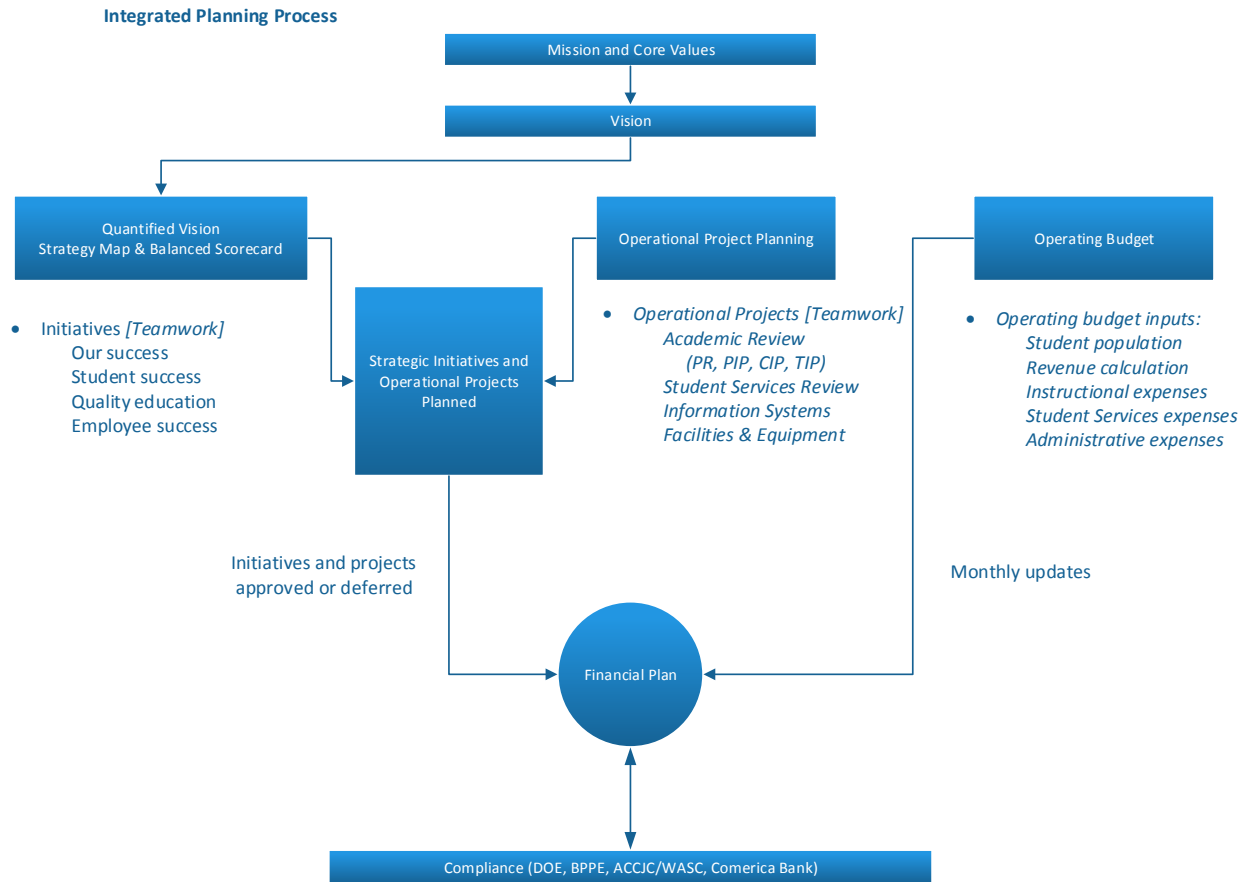 Integrated Planning Process
Mission and Core Values
Vision
Quantified Vision
Strategy Map & Balanced Scorecard
Operational Project Planning
Operating Budget
• Initiatives [Teamwork]
Our success
Student success
Quality education
Employee success
Strategic Initiatives and
Operational Projects
Planned
• Operational Projects [Teamwork]
Academic Review
(PR, PIP, CIP, TIP)
Student Services Review
Information Systems
Facilities & Equipment
• Operating budget inputs:
Student population
Revenue calculation
Instructional expenses
Student Services expenses
Administrative expenses
Initiatives and projects
approved or deferred
Monthly updates
Financial Plan
Compliance (DOE, BPPE, ACCJC/WASC, Comerica Bank)